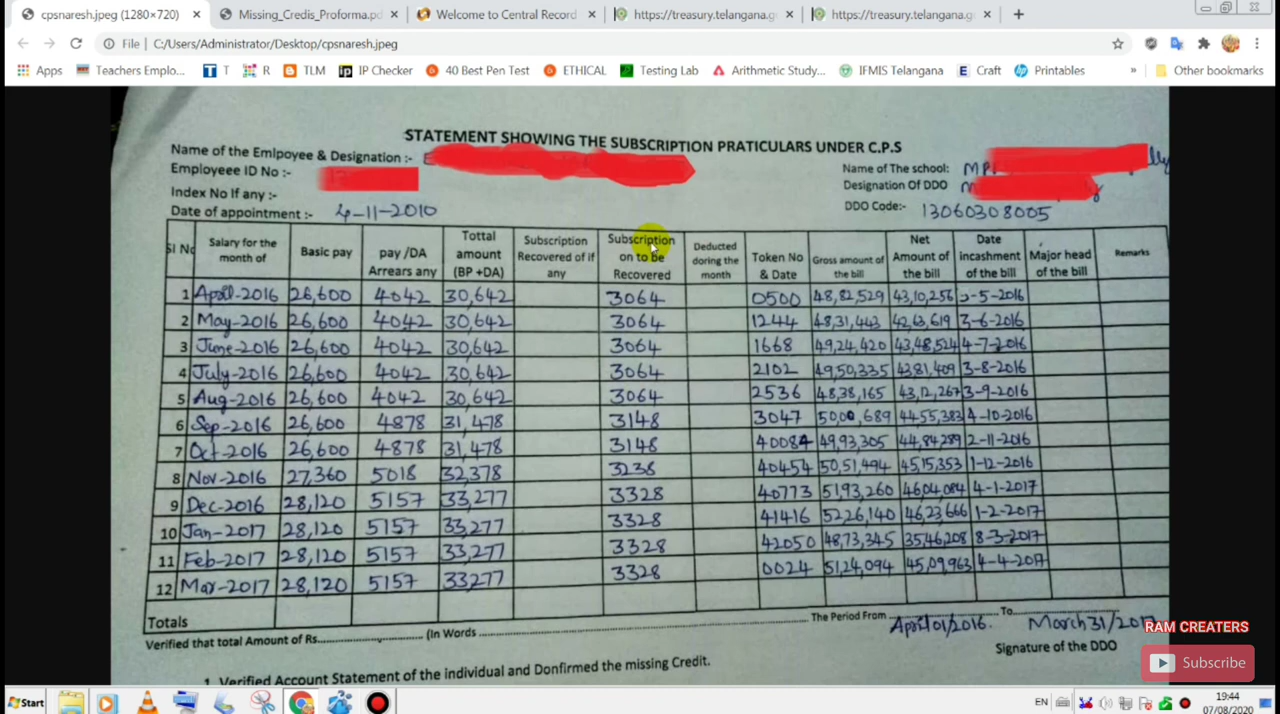 cpsnaresh.jpeg (1280×720)
Missing_Credis_Proforma.pd
Welcome to Central Record
https://treasury.telangana.g
https://treasury.telangana.g
File | C:/Users/Administrator/Desktop/cpsnaresh.jpeg
Apps Teachers Emplo... T R TLM IP Checker 40 Best Pen Test ETHICAL Testing Lab Arithmetic Study... IFMIS Telangana Craft Printables » Other bookmarks
STATEMENT SHOWING THE SUBSCRIPTION PRATICULARS UNDER C.P.S
Name of the Emlpoyee & Designation :-
Employeee ID No :-
Index No If any :-
Date of appointment :- 4-11-2010
Name of The school:
Designation Of DDO
DDO Code:- 13060308005
Sl No Salary for the month of Basic pay pay /DA Arrears any Tottal amount (BP +DA) Subscription Recovered of if any Subscription on to be Recovered Deducted doring the month Token No & Date Gross amount of the bill Net Amount of the bill Date incashment of the bill Major head of the bill Remarks
1 April-2016 26,600 4042 30,642 3064 0500 48,82,529 43,10,256 -5-2016
2 May-2016 26,600 4042 30,642 3064 1244 48,31,443 42,63,619 3-6-2016
3 June-2016 26,600 4042 30,642 3064 1668 49,24,420 43,48,524 4-7-2016
4 July-2016 26,600 4042 30,642 3064 2102 49,50,335 43,81,409 3-8-2016
5 Aug-2016 26,600 4042 30,642 3064 2536 48,38,165 43,12,267 3-9-2016
6 Sep-2016 26,600 4878 31,478 3148 3047 50,00,689 44,55,383 4-10-2016
7 Oct-2016 26,600 4878 31,478 3148 40084 49,93,305 44,84,289 2-11-2016
8 Nov-2016 27,360 5018 32,378 3238 40454 50,51,494 45,15,353 1-12-2016
9 Dec-2016 28,120 5157 33,277 3328 40773 51,93,260 46,04,084 4-1-2017
10 Jan-2017 28,120 5157 33,277 3328 41416 52,26,140 46,23,666 1-2-2017
11 Feb-2017 28,120 5157 33,277 3328 42050 48,73,345 35,46,208 8-3-2017
12 Mar-2017 28,120 5157 33,277 3328 0024 51,24,094 45,09,963 4-4-2017
Totals
Verified that total Amount of Rs. (In Words The Period From April 01/2016. To March 31/
Signature of the DDO
1. Verified Account Statement of the individual and Donfirmed the missing Credit.
RAM CREATERS
Subscribe
Start EN 19:44
07/08/2020